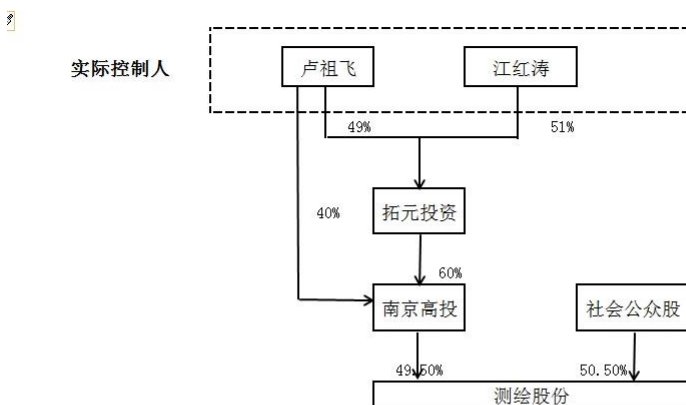 实际控制人
卢祖飞
江红涛
49%
51%
拓元投资
40%
60%
南京高投
社会公众股
49.50%
50.50%
测绘股份